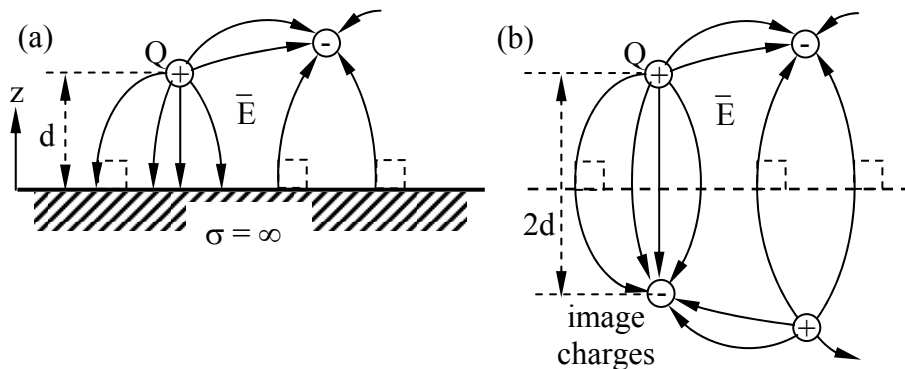 (a)
Q
+
-
E̅
z
d
σ = ∞
(b)
Q
+
-
E̅
2d
-
+
image
charges